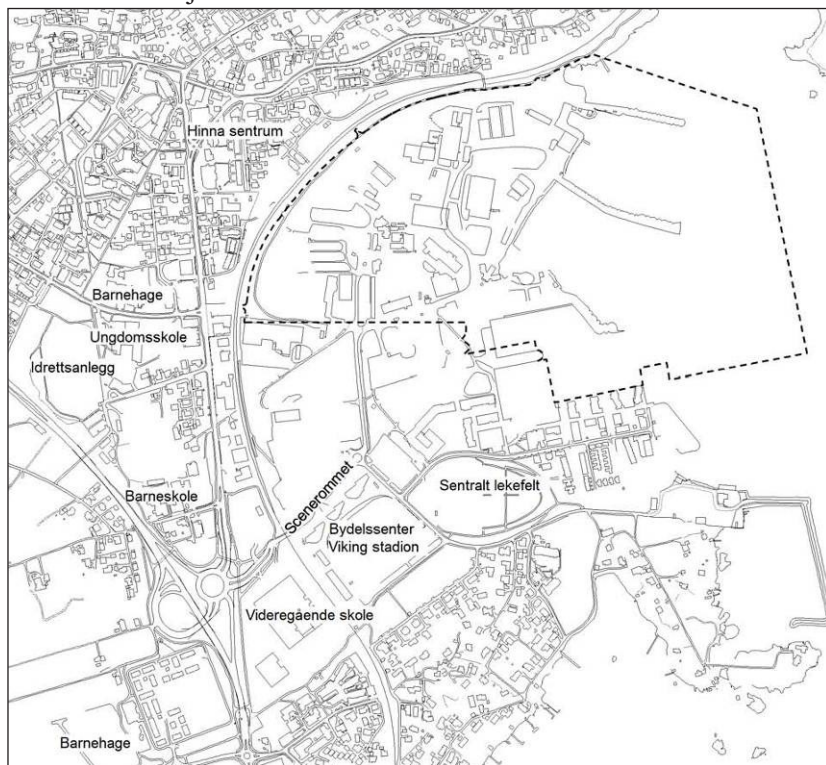 Hinna sentrum
Barnehage
Ungdomsskole
Idrettsanlegg
Barneskole
Scenerommet
Sentralt lekefelt
Bydelssenter
Viking stadion
Videregående skole
Barnehage